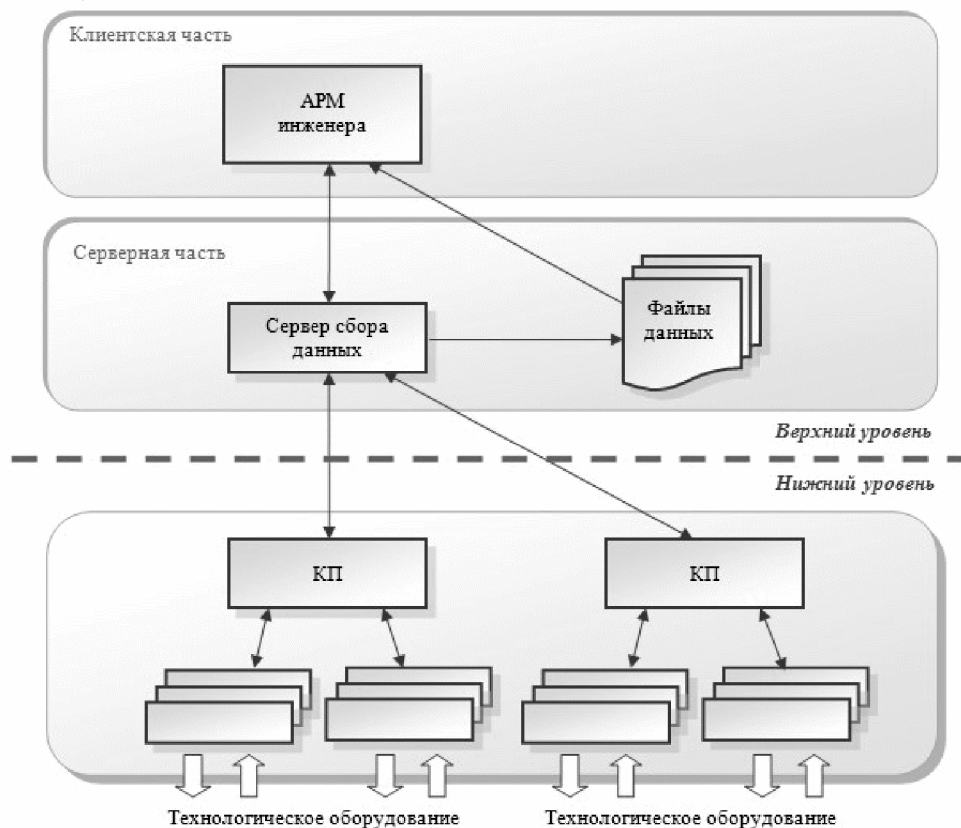 Клиентская часть
АРМ
инженера
Серверная часть
Сервер сбора
данных
Файлы
данных
Верхний уровень
Нижний уровень
КП
КП
Технологическое оборудование
Технологическое оборудование